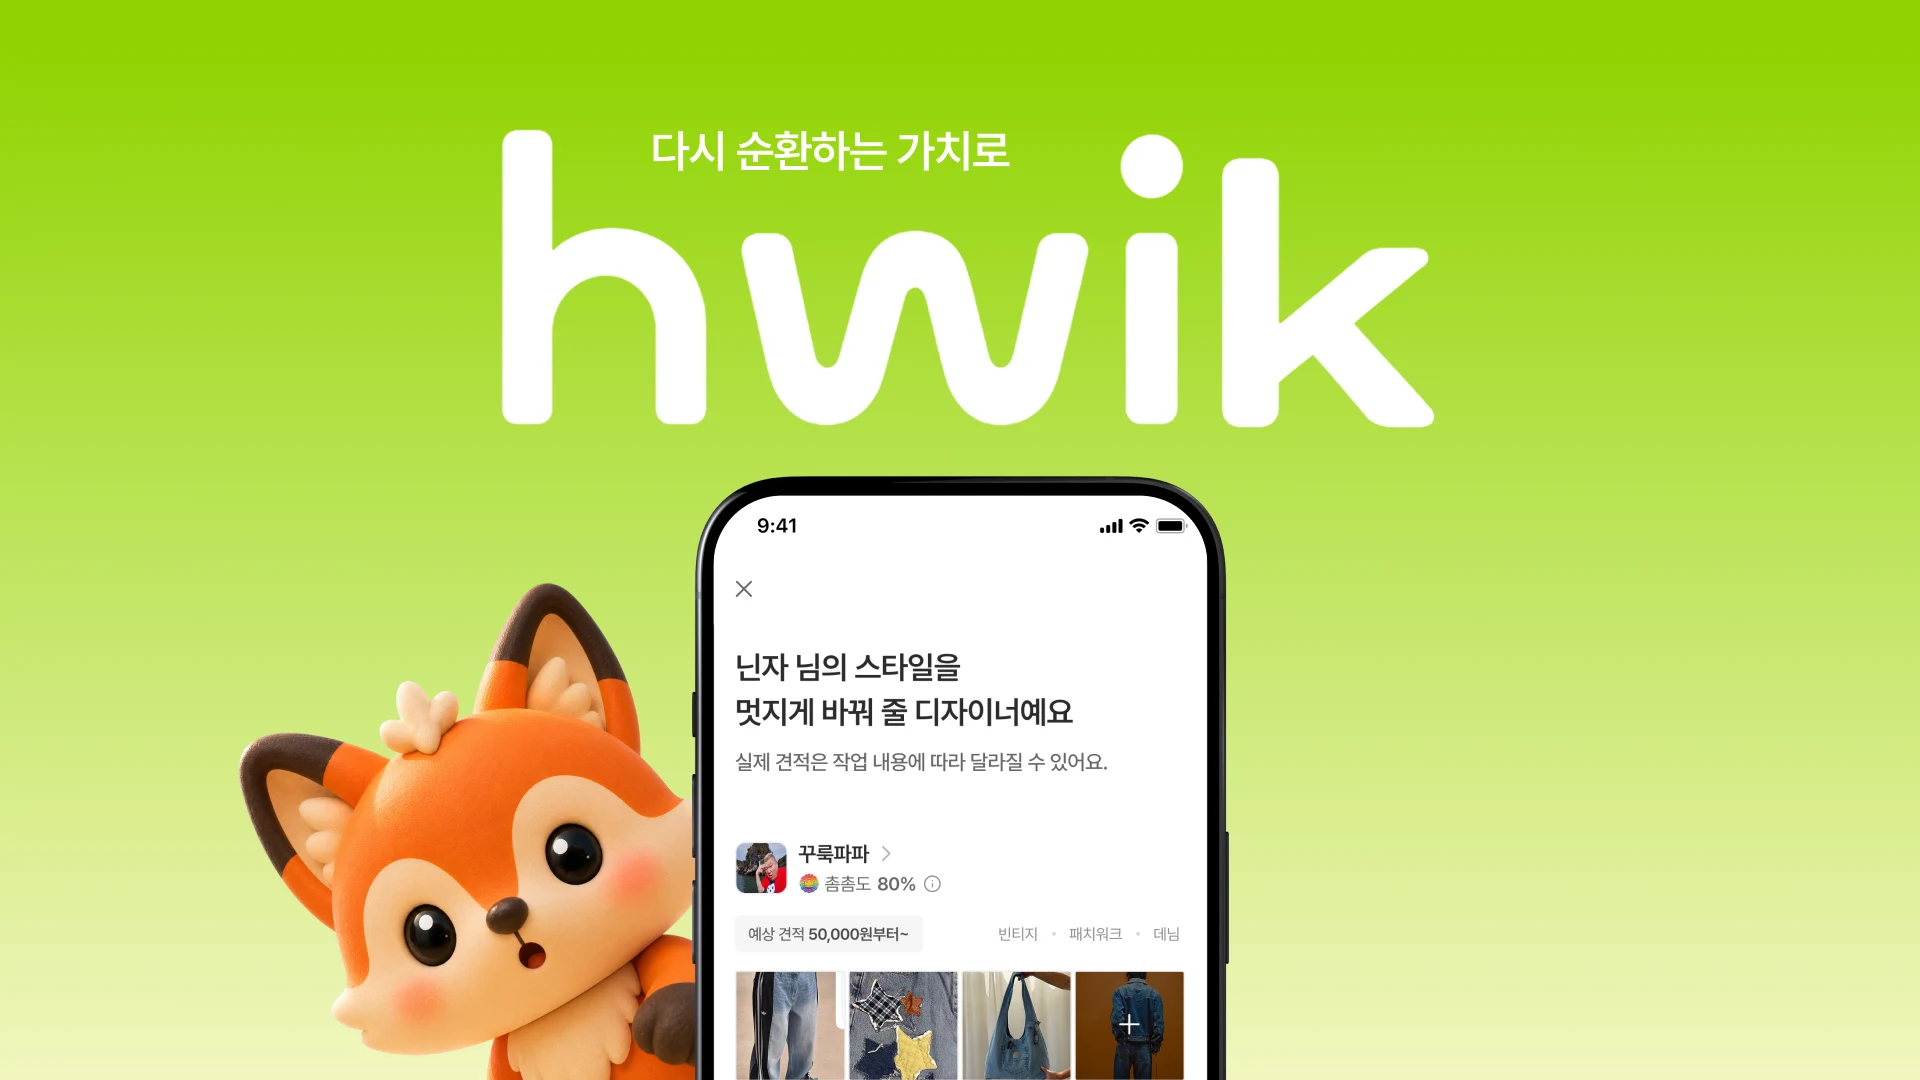 다시 순환하는 가치로
hwik
9:41
닌자 님의 스타일을
멋지게 바꿔 줄 디자이너예요
실제 견적은 작업 내용에 따라 달라질 수 있어요.
꾸룩파파
촘촘도 80%
예상 견적 50,000원부터~ 빈티지 • 패치워크 • 데님